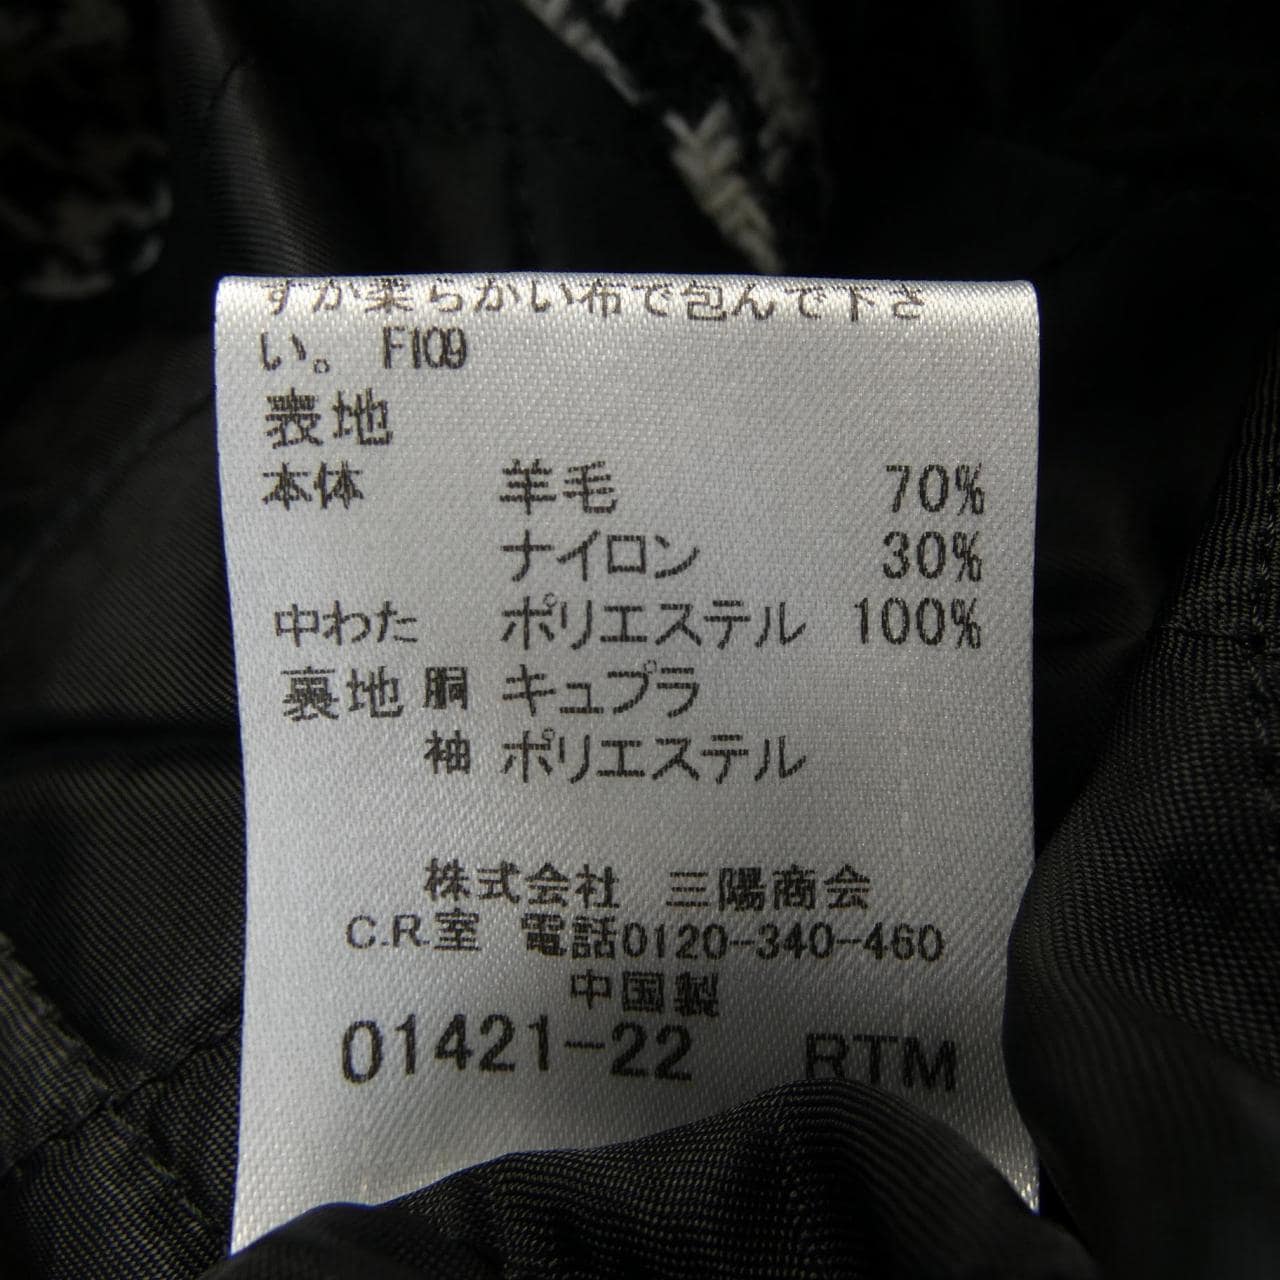 すか柔らかい布で包んで下さ
い。 F109
表地
本体 羊毛 70%
ナイロン 30%
中わた ポリエステル 100%
裏地 胴 キュプラ
袖 ポリエステル
株式会社 三陽商会
C.R.室 電話0120-340-460
中国製
01421-22 RTM